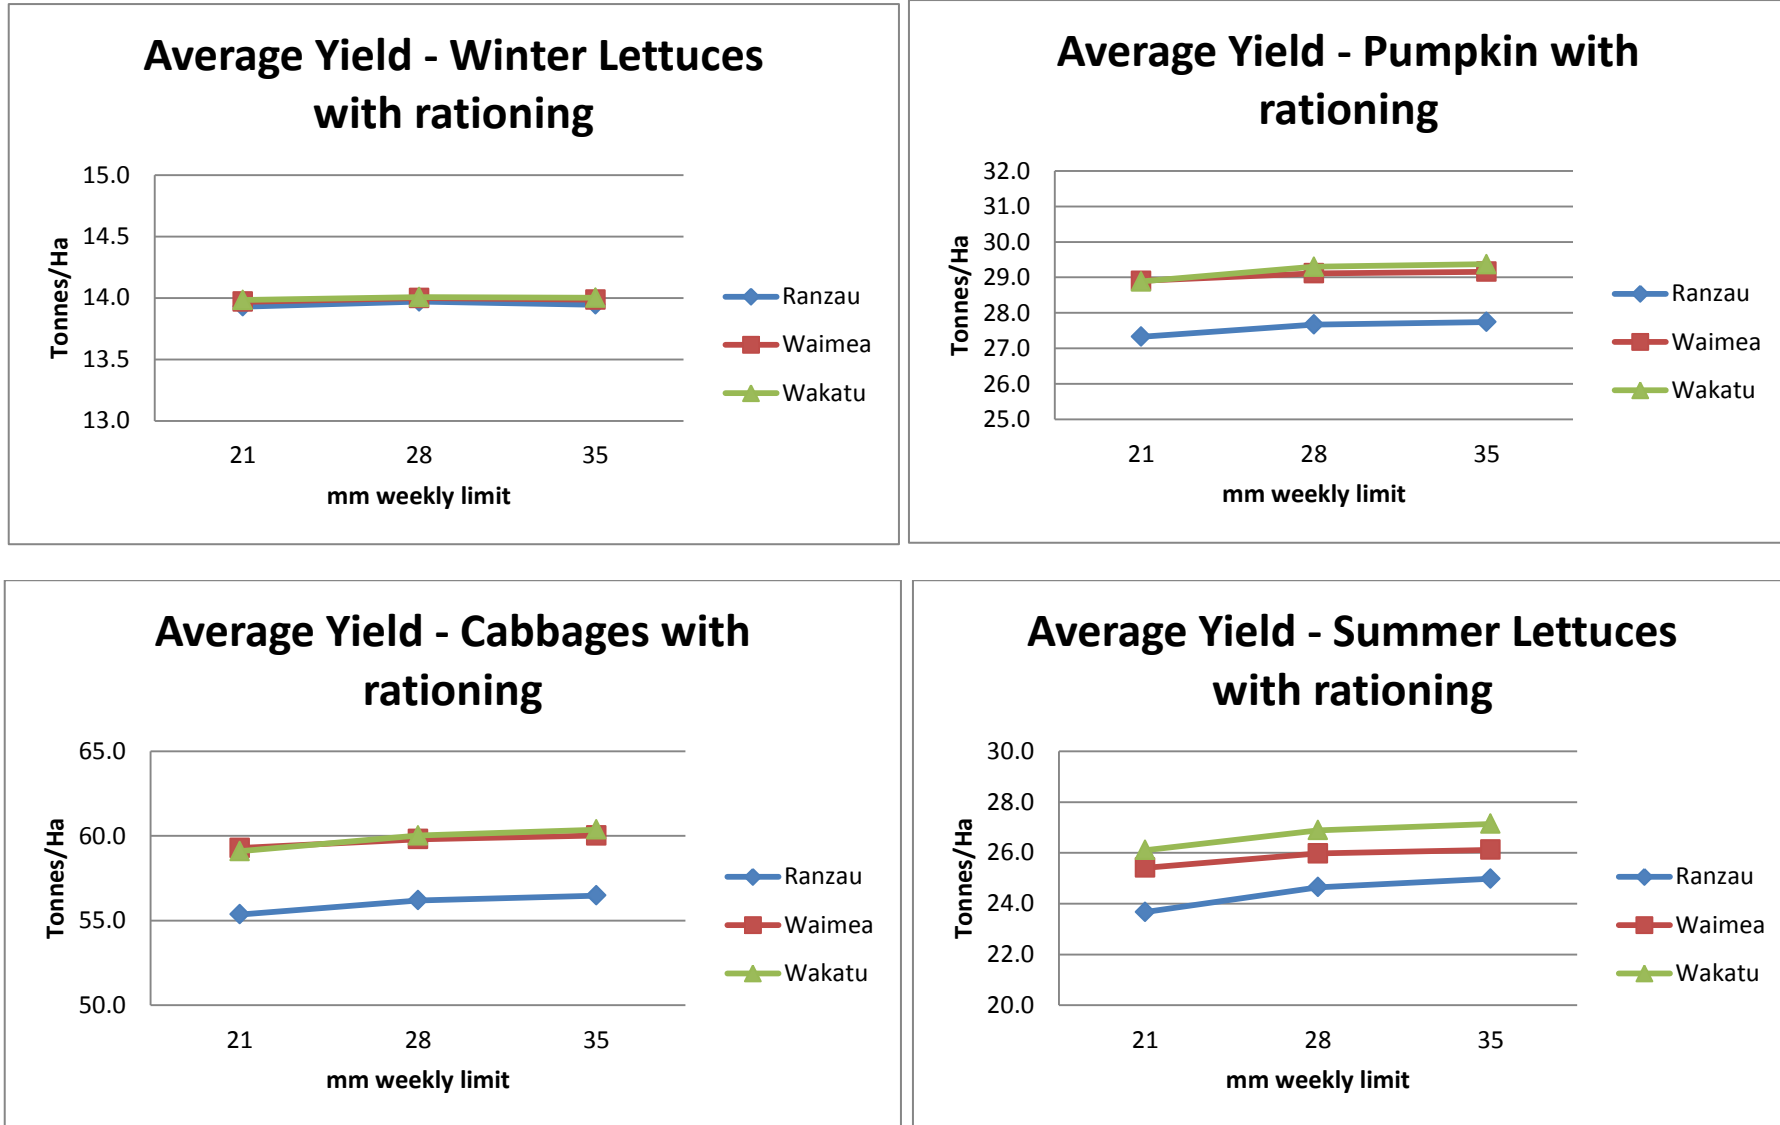 Average Yield - Winter Lettuces
with rationing
15.0
14.5
14.0
13.5
13.0
Tonnes/Ha
21 28 35
mm weekly limit
Ranzau
Waimea
Wakatu
Average Yield - Pumpkin with
rationing
32.0
31.0
30.0
29.0
28.0
27.0
26.0
25.0
Tonnes/Ha
21 28 35
mm weekly limit
Ranzau
Waimea
Wakatu
Average Yield - Cabbages with
rationing
65.0
60.0
55.0
50.0
Tonnes/Ha
21 28 35
mm weekly limit
Ranzau
Waimea
Wakatu
Average Yield - Summer Lettuces
with rationing
30.0
28.0
26.0
24.0
22.0
20.0
Tonnes/Ha
21 28 35
mm weekly limit
Ranzau
Waimea
Wakatu